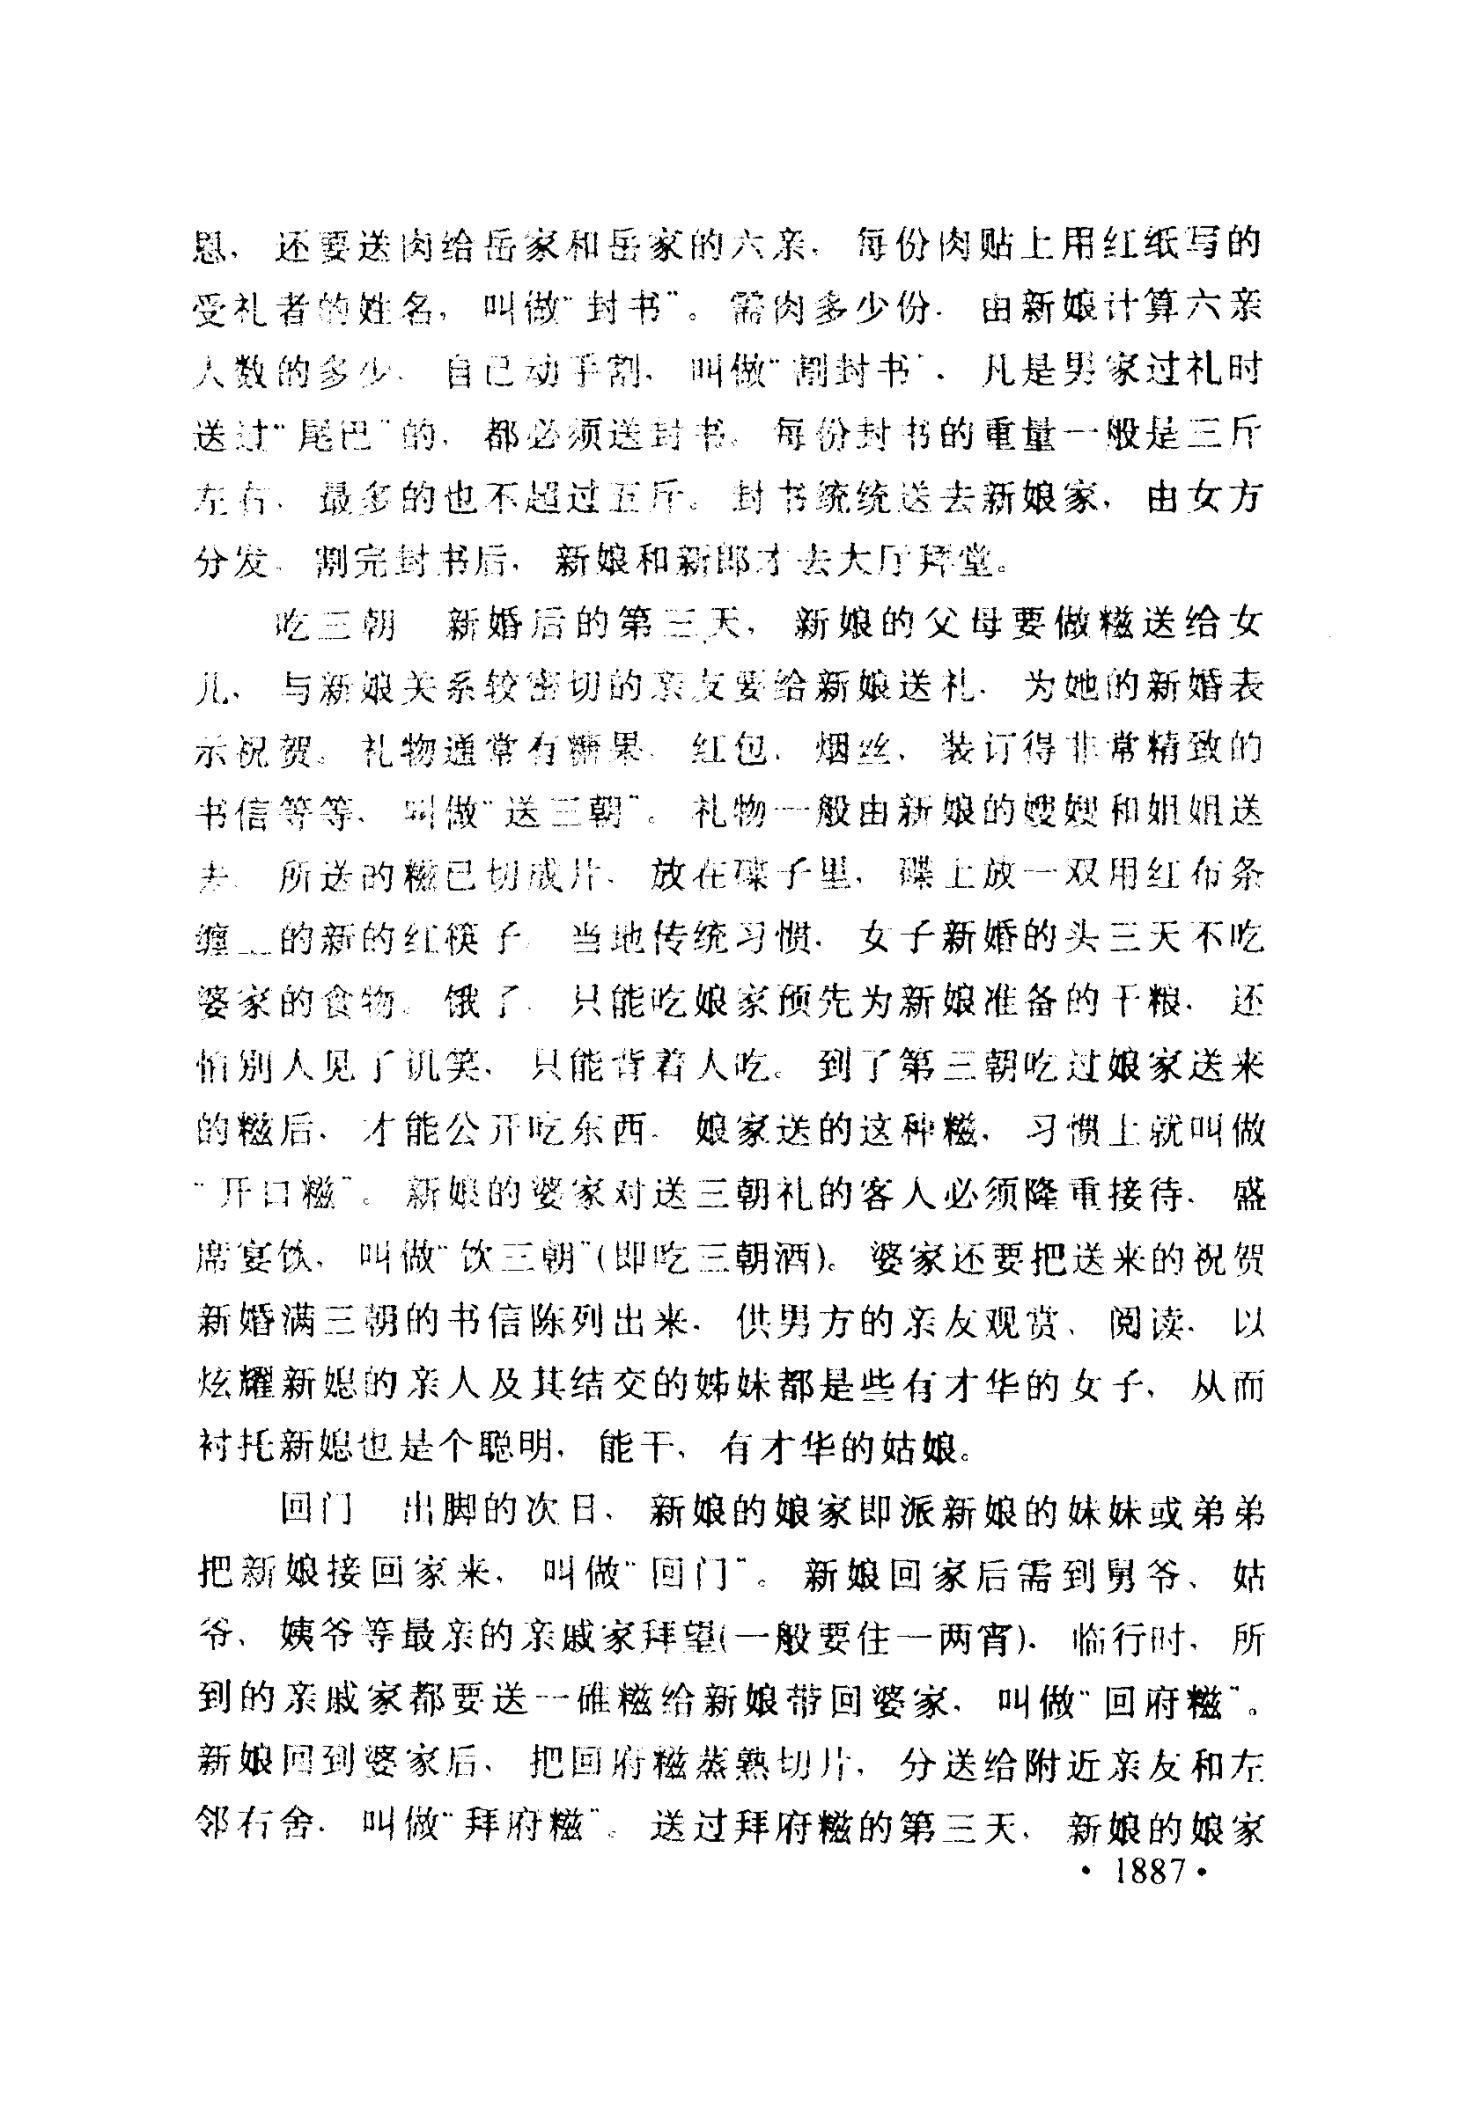 恩，还要送肉给岳家和岳家的六亲，每份肉贴上用红纸写的
受礼者的姓名，叫做“封书”。需肉多少份，由新娘计算六亲
人数的多少，自己动手割，叫做“割封书”，凡是男家过礼时
送过“尾巴”的，都必须送封书。每份封书的重量一般是三斤
左右，最多的也不超过五斤。封书统统送去新娘家，由女方
分发。割完封书后，新娘和新郎才去大厅拜堂。
吃三朝 新婚后的第三天，新娘的父母要做糍送给女
儿，与新娘关系较密切的亲友要给新娘送礼，为她的新婚表
示祝贺。礼物通常有糖果、红包、烟丝、装订得非常精致的
书信等等，叫做“送三朝”。礼物一般由新娘的嫂嫂和姐姐送
去，所送的糍已切成片，放在碟子里，碟上放一双用红布条
缠的新的红筷子。当地传统习惯，女子新婚的头三天不吃
婆家的食物。饿了，只能吃娘家预先为新娘准备的干粮，还
怕别人见了讥笑，只能背着人吃。到了第三朝吃过娘家送来
的糍后，才能公开吃东西。娘家送的这种糍，习惯上就叫做
“开口糍”。新娘的婆家对送三朝礼的客人必须隆重接待，盛
席宴饮，叫做“饮三朝”(即吃三朝酒)。婆家还要把送来的祝贺
新婚满三朝的书信陈列出来，供男方的亲友观赏、阅读，以
炫耀新媳的亲人及其结交的姊妹都是些有才华的女子，从而
衬托新媳也是个聪明、能干、有才华的姑娘。
回门 出脚的次日，新娘的娘家即派新娘的妹妹或弟弟
把新娘接回家来，叫做“回门”。新娘回家后需到舅爷、姑
爷、姨爷等最亲的亲戚家拜望(一般要住一两宵)，临行时，所
到的亲戚家都要送一碓糍给新娘带回婆家，叫做“回府糍”。
新娘回到婆家后，把回府糍蒸熟切片，分送给附近亲友和左
邻右舍，叫做“拜府糍”。送过拜府糍的第三天，新娘的娘家
• 1887 •